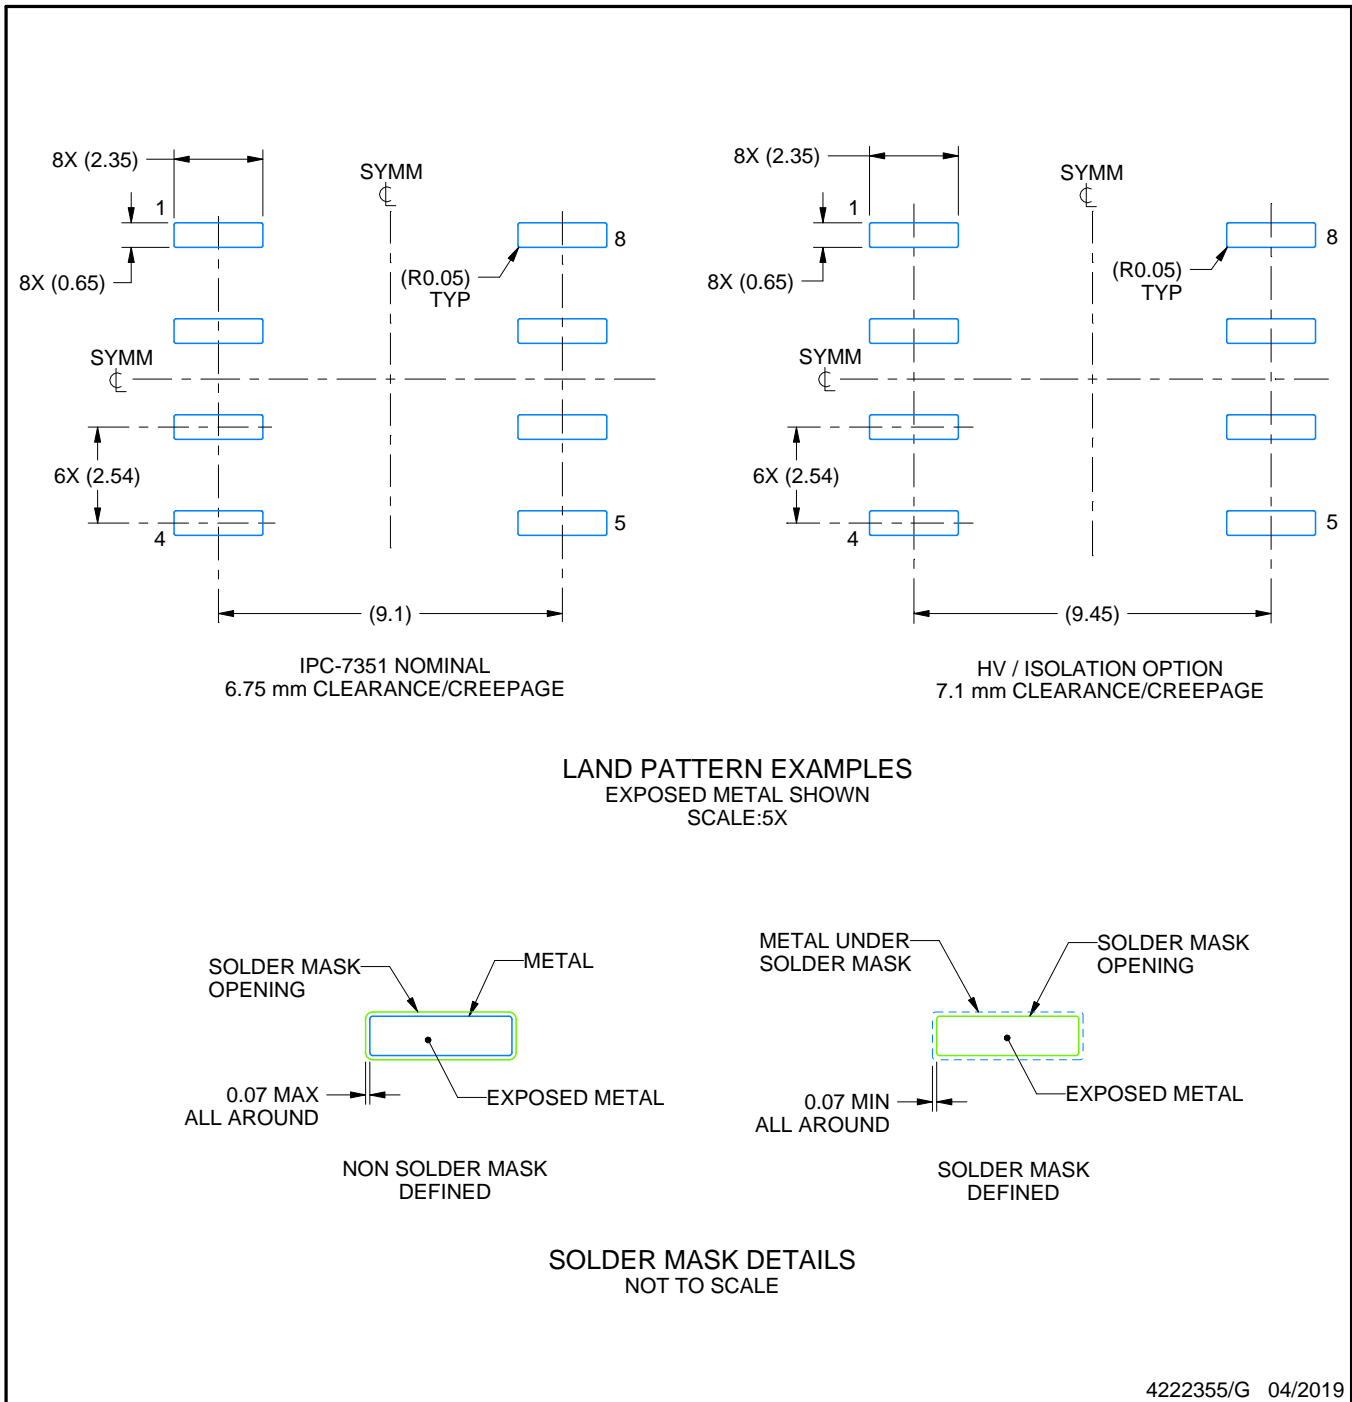 8X (2.35)
SYMM
1
8
8X (0.65)
(R0.05)
TYP
SYMM
6X (2.54)
4
5
(9.1)
IPC-7351 NOMINAL
6.75 mm CLEARANCE/CREEPAGE
8X (2.35)
SYMM
1
8
8X (0.65)
(R0.05)
TYP
SYMM
6X (2.54)
4
5
(9.45)
HV / ISOLATION OPTION
7.1 mm CLEARANCE/CREEPAGE
LAND PATTERN EXAMPLES
EXPOSED METAL SHOWN
SCALE:5X
SOLDER MASK
OPENING
METAL
0.07 MAX
ALL AROUND
EXPOSED METAL
NON SOLDER MASK
DEFINED
METAL UNDER
SOLDER MASK
SOLDER MASK
OPENING
0.07 MIN
ALL AROUND
EXPOSED METAL
SOLDER MASK
DEFINED
SOLDER MASK DETAILS
NOT TO SCALE
4222355/G 04/2019